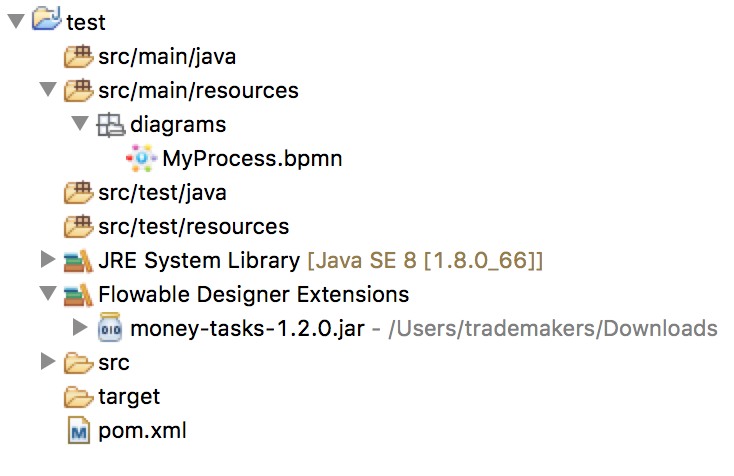 test
src/main/java
src/main/resources
diagrams
MyProcess.bpmn
src/test/java
src/test/resources
JRE System Library [Java SE 8 [1.8.0_66]]
Flowable Designer Extensions
money-tasks-1.2.0.jar - /Users/trademakers/Downloads
src
target
pom.xml